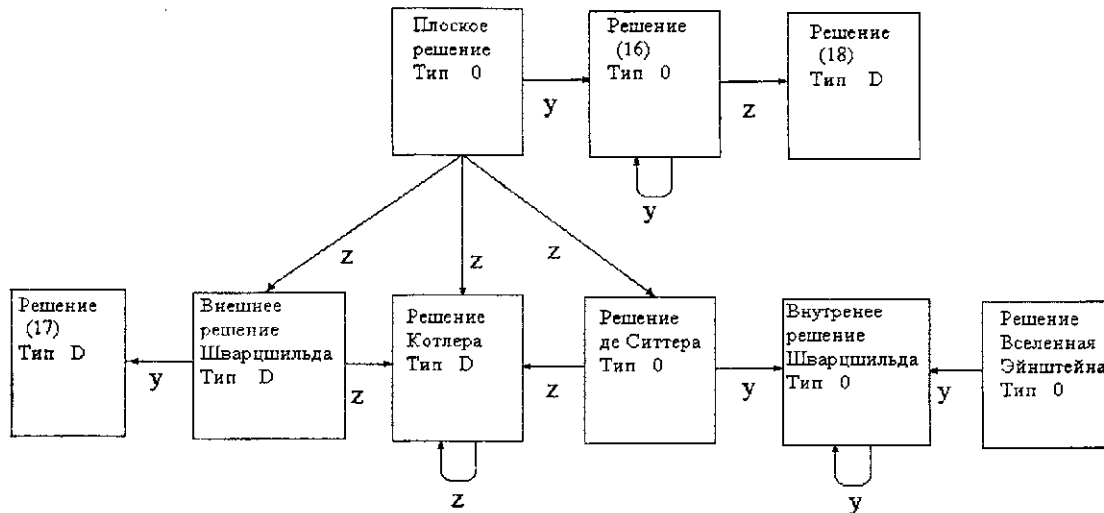 Плоское
решение
Тип 0
y
Решение
(16)
Тип 0
y
z
Решение
(18)
Тип D
z
z
z
Решение
(17)
Тип D
y
Внешнее
решение
Шварцшильда
Тип D
z
Решение
Котлера
Тип D
z
z
Решение
де Ситтера
Тип 0
y
Внутренее
решение
Шварцшильда
Тип 0
y
y
Решение
Вселенная
Эйнштейна
Тип 0